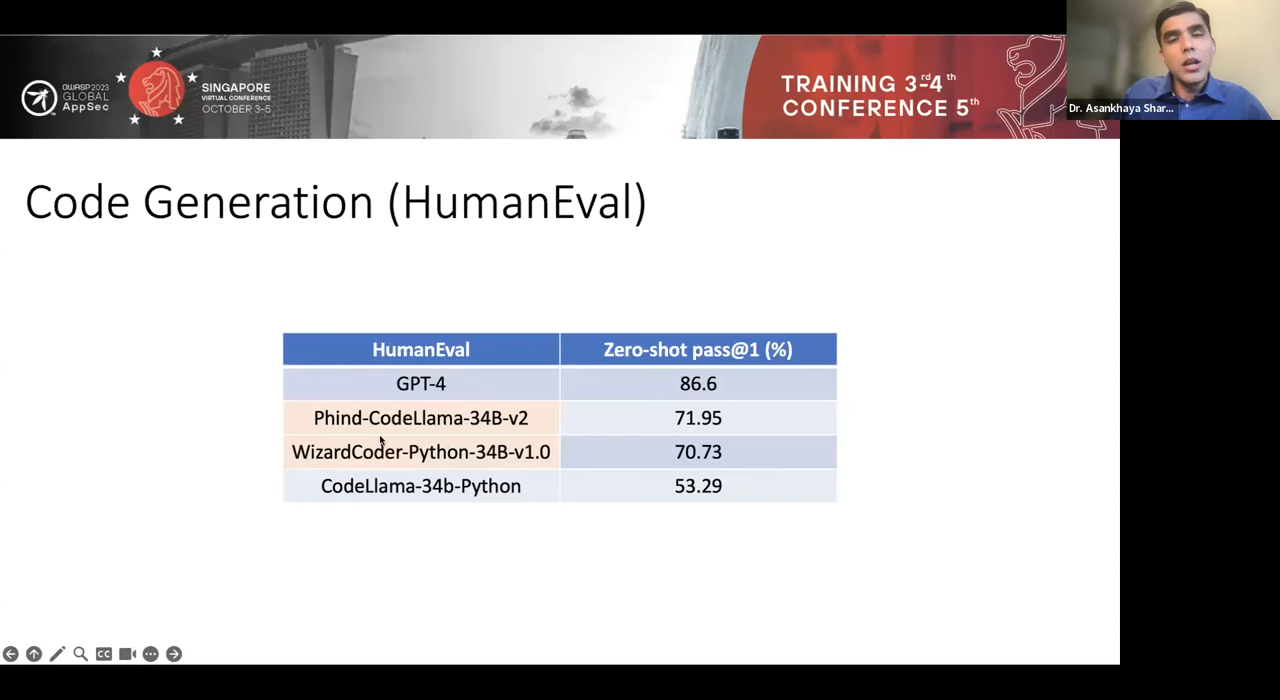 OWASP 2023
GLOBAL
AppSec
SINGAPORE
VIRTUAL CONFERENCE
OCTOBER 3-5
TRAINING 3rd-4th
CONFERENCE 5th
Dr. Asankhaya Shar...
Code Generation (HumanEval)
HumanEval Zero-shot pass@1 (%)
GPT-4 86.6
Phind-CodeLlama-34B-v2 71.95
WizardCoder-Python-34B-v1.0 70.73
CodeLlama-34b-Python 53.29
CC